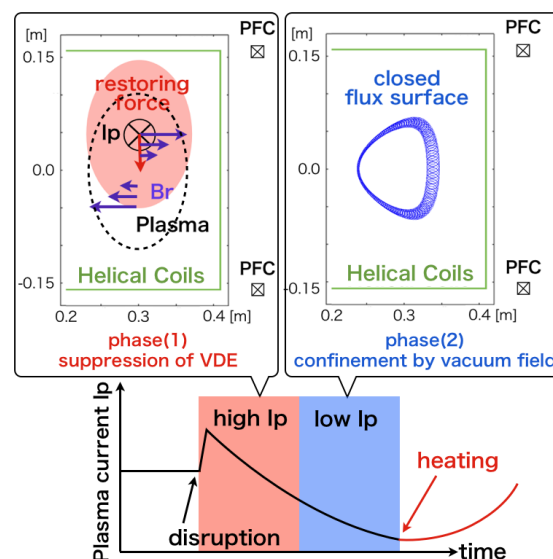 [m]
PFC
0.15
restoring
force
Ip
0.0
Br
Plasma
Helical Coils
PFC
-0.15
0.2
0.3
0.4 [m]
phase(1)
suppression of VDE
[m]
PFC
0.15
closed
flux surface
0.0
Helical Coils
PFC
-0.15
0.2
0.3
0.4 [m]
phase(2)
confinement by vacuum field
Plasma current Ip
high Ip
low Ip
heating
disruption
time